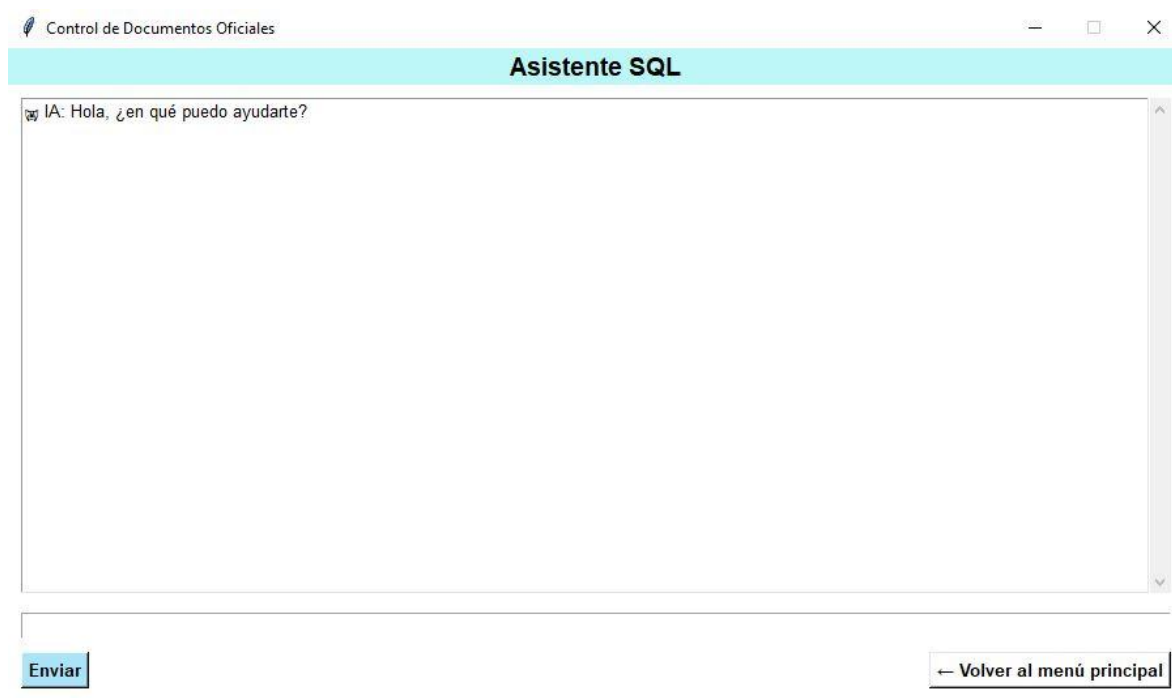 Control de Documentos Oficiales
Asistente SQL
IA: Hola, ¿en qué puedo ayudarte?
Enviar
← Volver al menú principal